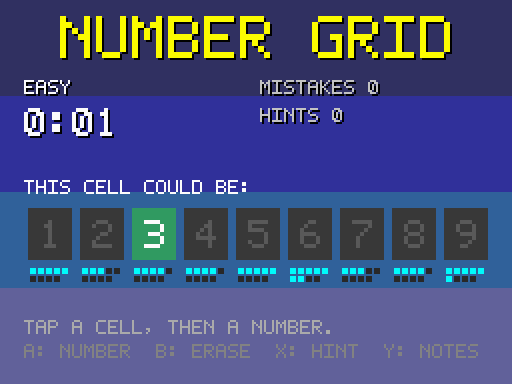 NUMBER GRID
EASY
MISTAKES 0
0:01
HINTS 0
THIS CELL COULD BE:
1 2 3 4 5 6 7 8 9
TAP A CELL, THEN A NUMBER.
A: NUMBER B: ERASE X: HINT Y: NOTES